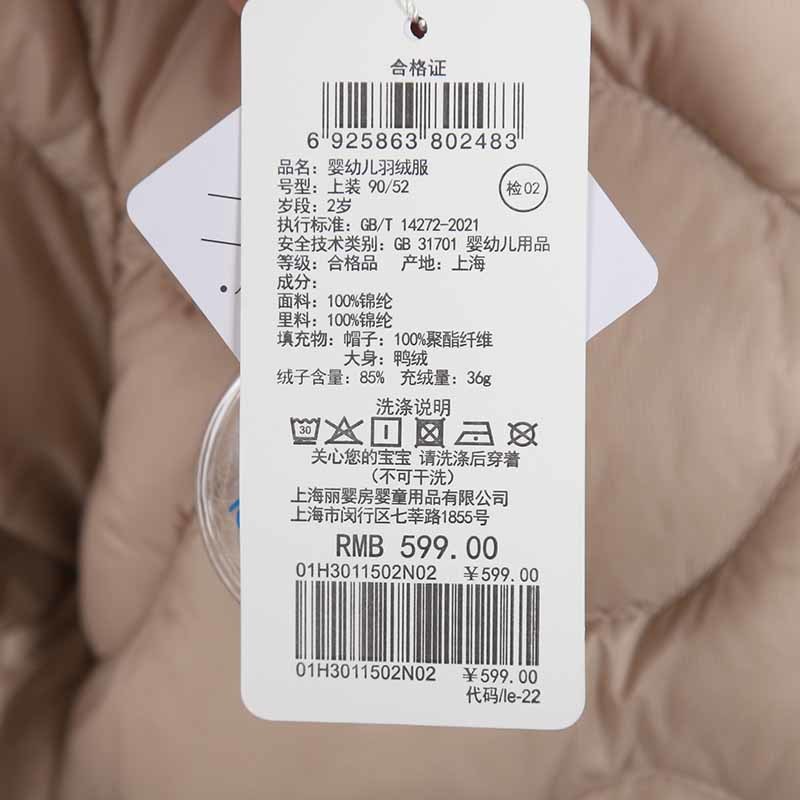 合格证
6 925863 802483
品名：婴幼儿羽绒服
号型：上装 90/52
检02
岁段：2岁
执行标准：GB/T 14272-2021
安全技术类别：GB 31701 婴幼儿用品
等级：合格品 产地：上海
成分：
面料：100%锦纶
里料：100%锦纶
填充物：帽子：100%聚酯纤维
大身：鸭绒
绒子含量：85% 充绒量：36g
洗涤说明
30
关心您的宝宝 请洗涤后穿着
（不可干洗）
上海丽婴房婴童用品有限公司
上海市闵行区七莘路1855号
RMB 599.00
01H3011502N02 ￥599.00
01H3011502N02 ￥599.00
代码/le-22